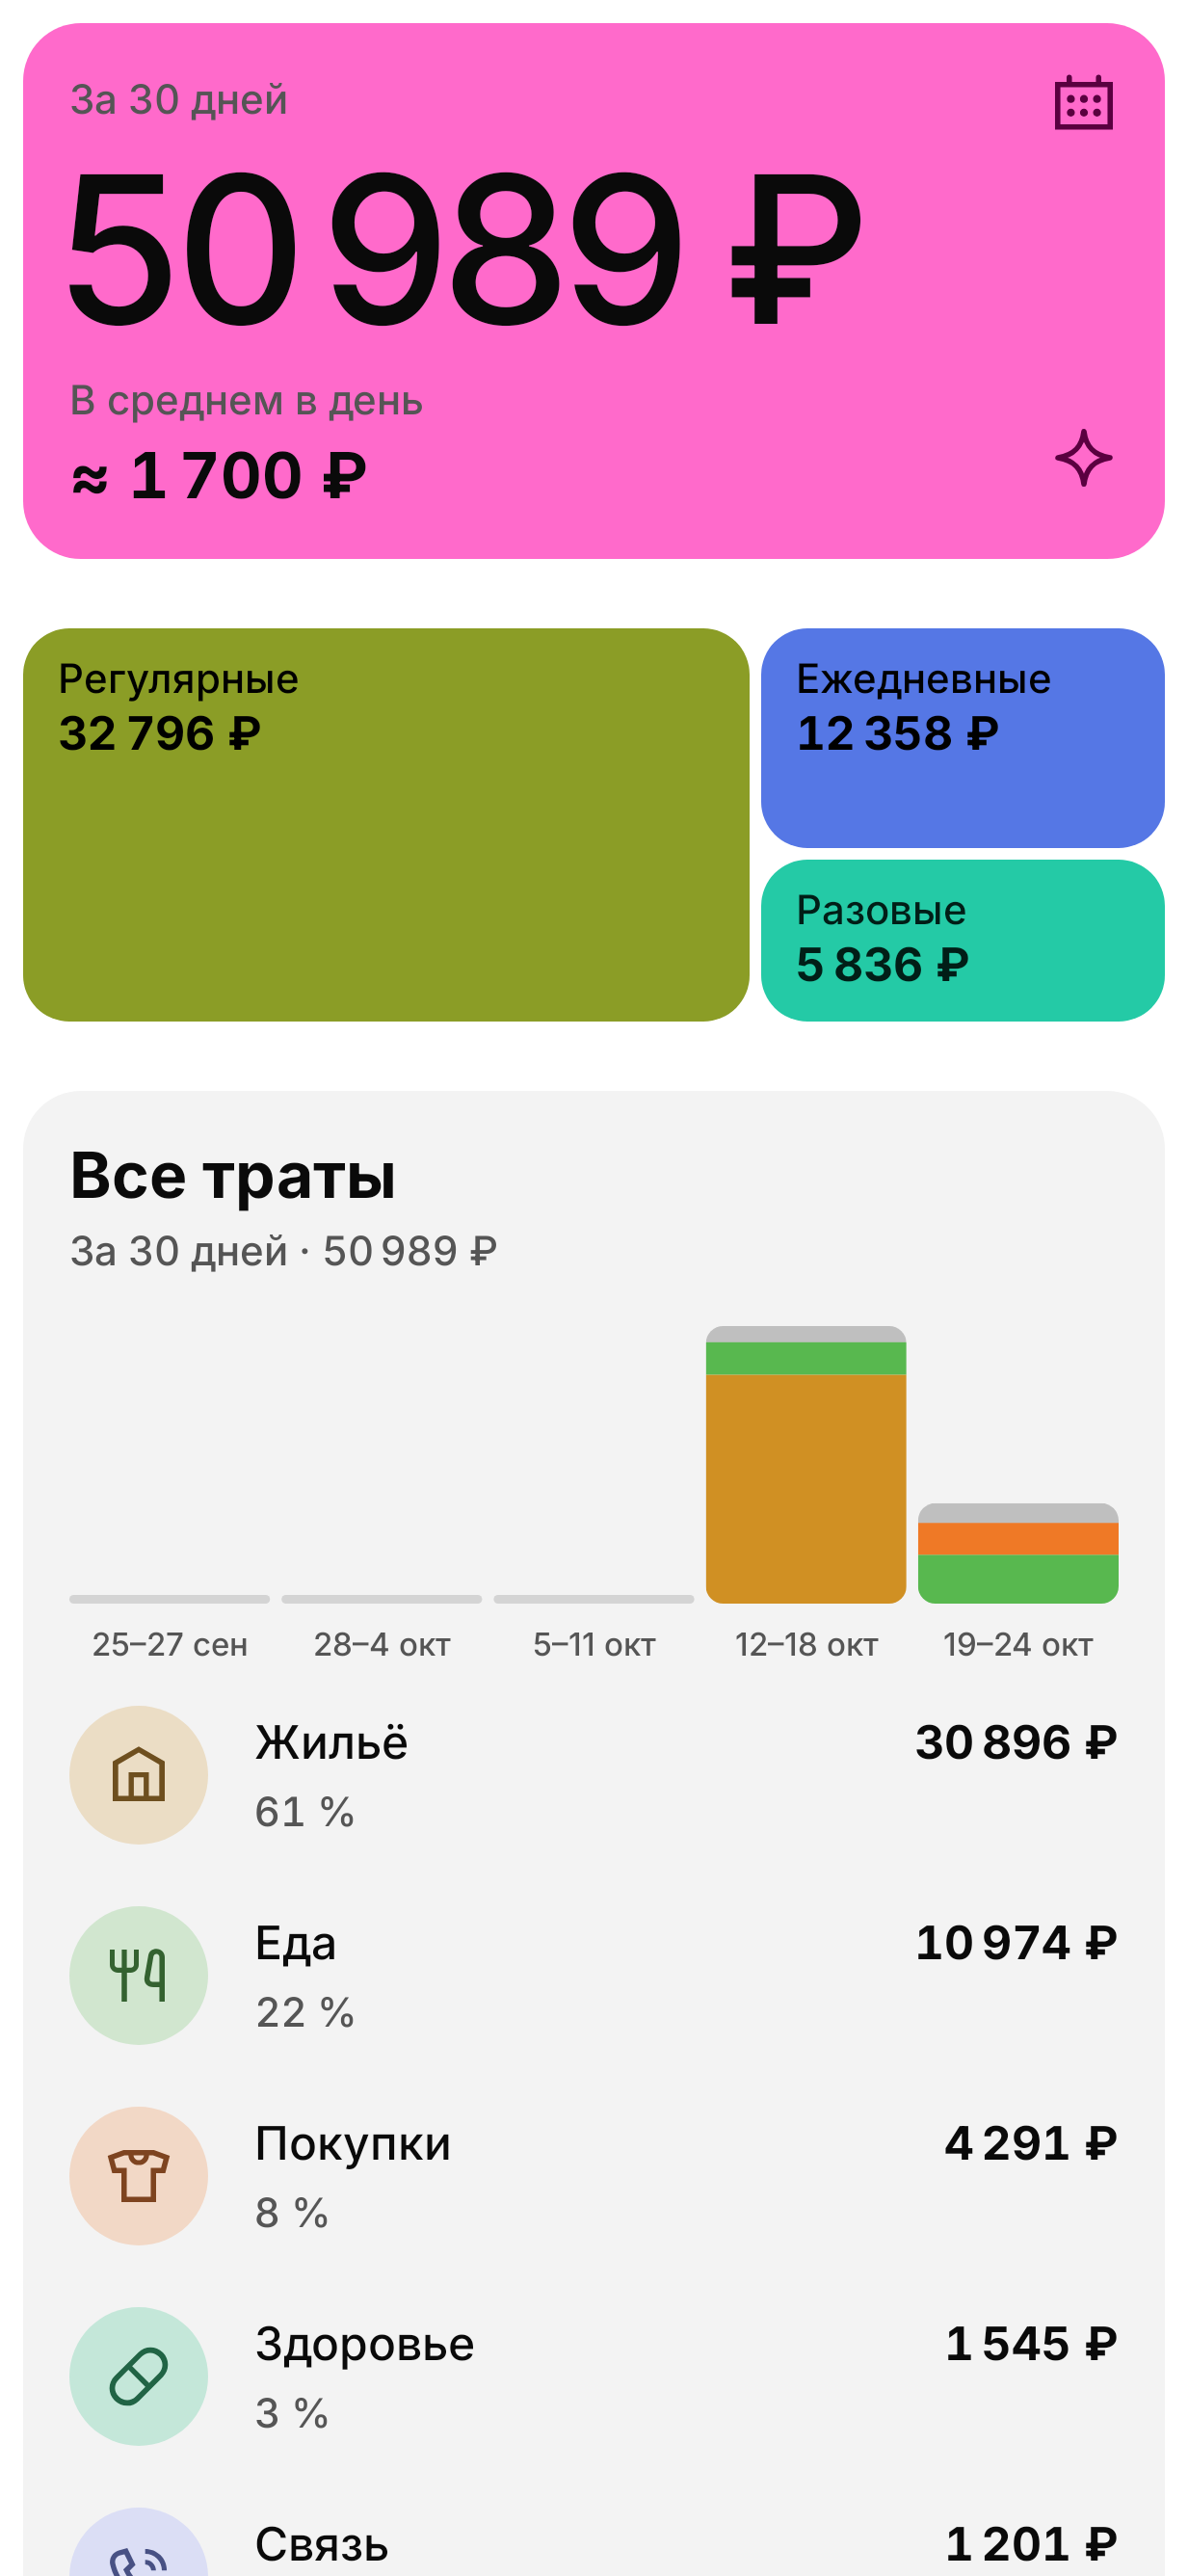 За 30 дней
50 989 ₽
В среднем в день
≈ 1 700 ₽
Регулярные
32 796 ₽
Ежедневные
12 358 ₽
Разовые
5 836 ₽
Все траты
За 30 дней · 50 989 ₽
25–27 сен
28–4 окт
5–11 окт
12–18 окт
19–24 окт
Жильё
30 896 ₽
61 %
Еда
10 974 ₽
22 %
Покупки
4 291 ₽
8 %
Здоровье
1 545 ₽
3 %
Связь
1 201 ₽